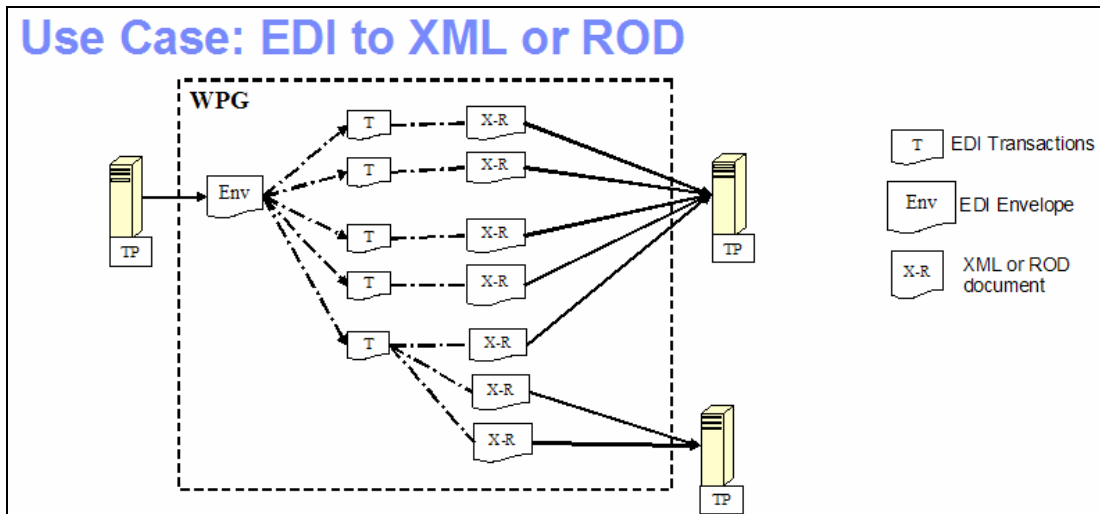 Use Case: EDI to XML or ROD
WPG
T X-R
T X-R
Env
TP
T X-R
T X-R
T X-R
X-R
X-R
TP
TP
T EDI Transactions
Env EDI Envelope
X-R XML or ROD
document